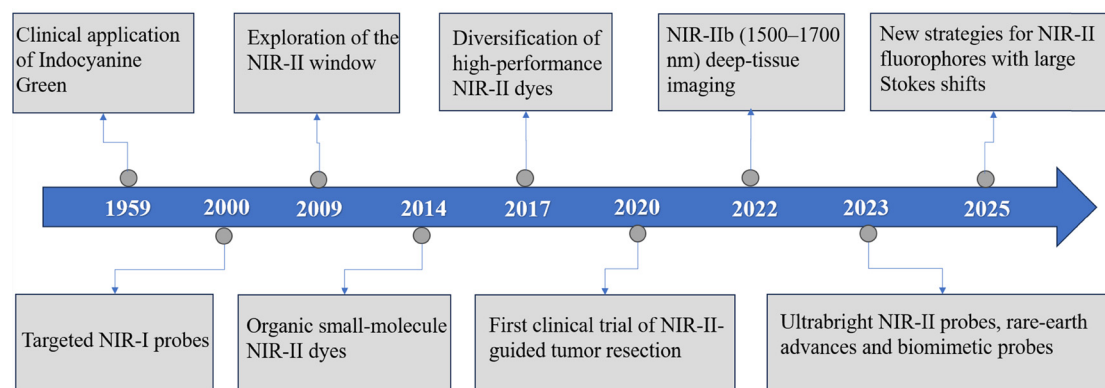 Clinical application
of Indocyanine
Green
Exploration of the
NIR-II window
Diversification of
high-performance
NIR-II dyes
NIR-IIb (1500–1700
nm) deep-tissue
imaging
New strategies for NIR-II
fluorophores with large
Stokes shifts
1959 2000 2009 2014 2017 2020 2022 2023 2025
Targeted NIR-I probes
Organic small-molecule
NIR-II dyes
First clinical trial of NIR-II-
guided tumor resection
Ultrabright NIR-II probes, rare-earth
advances and biomimetic probes